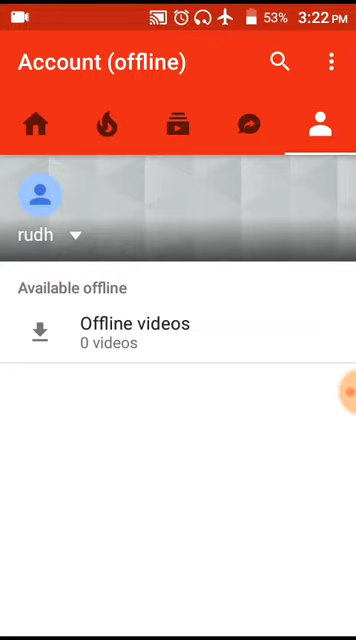 53% 3:22 PM
Account (offline)
rudh
Available offline
Offline videos
0 videos